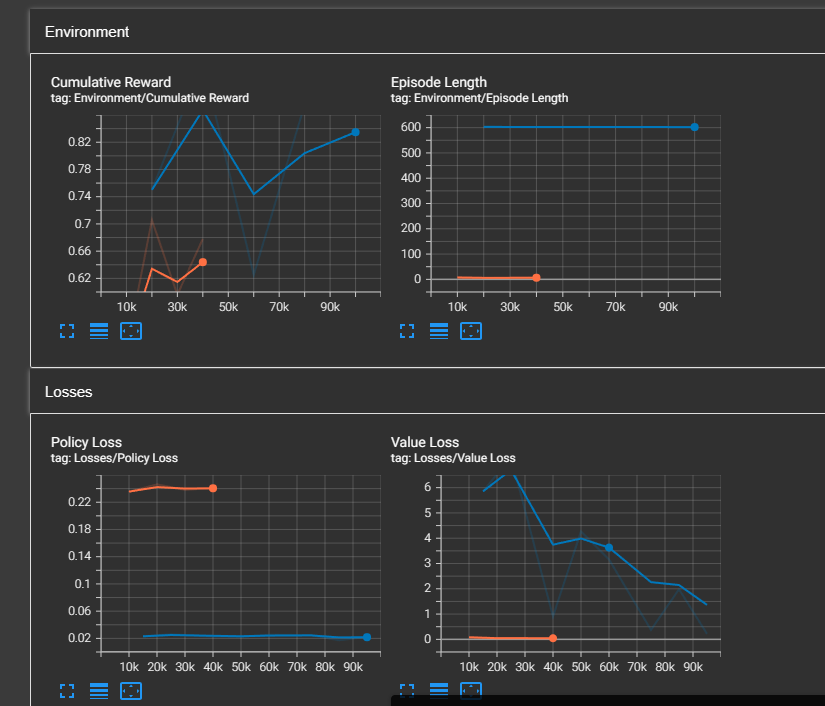 Environment
Cumulative Reward
tag: Environment/Cumulative Reward
0.82
0.78
0.74
0.7
0.66
0.62
10k 30k 50k 70k 90k
Episode Length
tag: Environment/Episode Length
600
500
400
300
200
100
0
10k 30k 50k 70k 90k
Losses
Policy Loss
tag: Losses/Policy Loss
0.22
0.18
0.14
0.1
0.06
0.02
10k 20k 30k 40k 50k 60k 70k 80k 90k
Value Loss
tag: Losses/Value Loss
6
5
4
3
2
1
0
10k 20k 30k 40k 50k 60k 70k 80k 90k